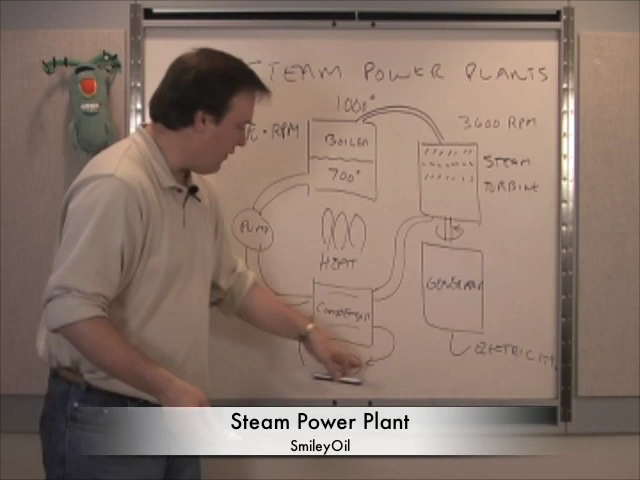 STEAM POWER PLANTS
1000°
3600 RPM
• RPM
BOILER
700°
STEAM
TURBINE
PUMP
HEAT
CONDENSER
GENERATOR
ELECTRICITY
Steam Power Plant
SmileyOil